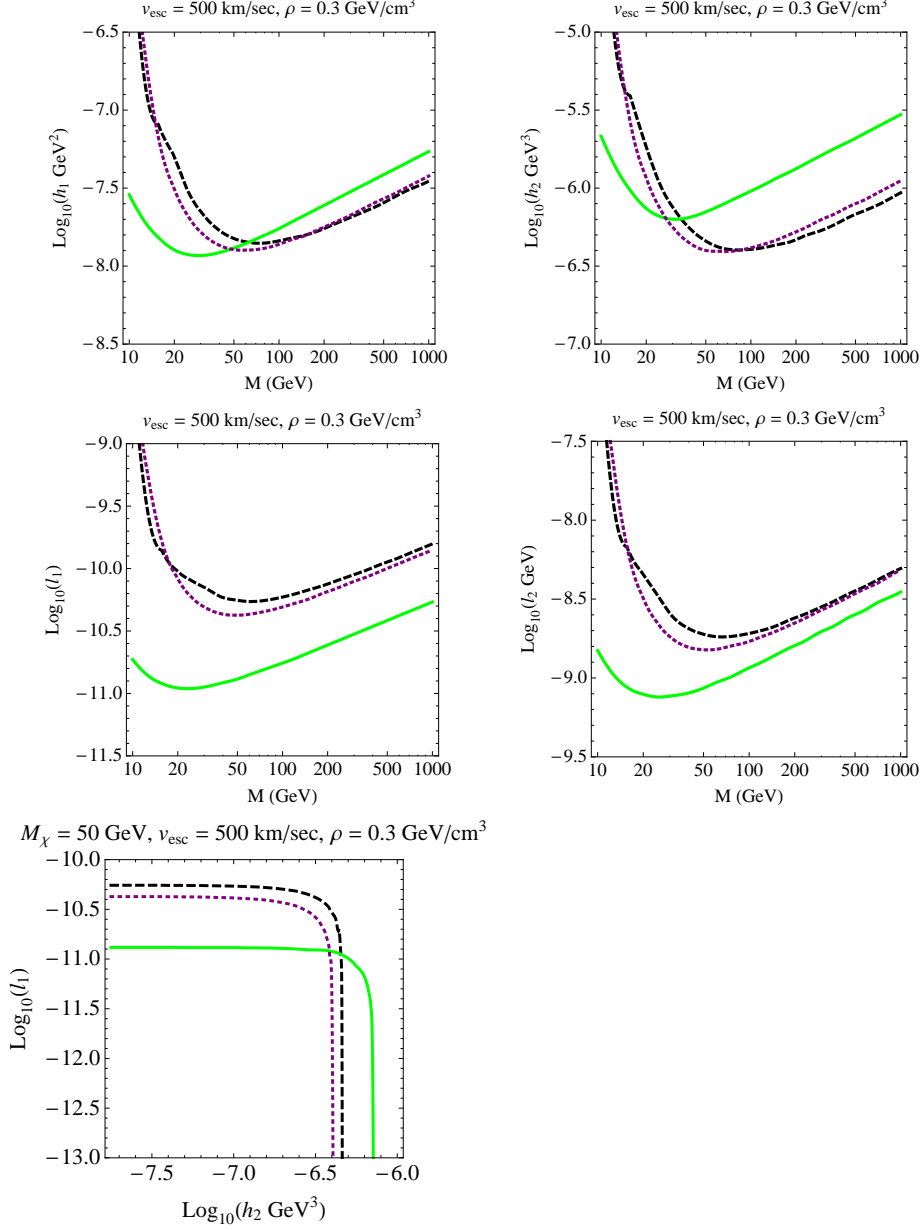 v_esc = 500 km/sec, ρ = 0.3 GeV/cm³
−6.5
−7.0
−7.5
−8.0
−8.5
Log₁₀(h₁ GeV²)
10 20 50 100 200 500 1000
M (GeV)
v_esc = 500 km/sec, ρ = 0.3 GeV/cm³
−5.0
−5.5
−6.0
−6.5
−7.0
Log₁₀(h₂ GeV³)
10 20 50 100 200 500 1000
M (GeV)
v_esc = 500 km/sec, ρ = 0.3 GeV/cm³
−9.0
−9.5
−10.0
−10.5
−11.0
−11.5
Log₁₀(l₁)
10 20 50 100 200 500 1000
M (GeV)
v_esc = 500 km/sec, ρ = 0.3 GeV/cm³
−7.5
−8.0
−8.5
−9.0
−9.5
Log₁₀(l₂ GeV)
10 20 50 100 200 500 1000
M (GeV)
M_χ = 50 GeV, v_esc = 500 km/sec, ρ = 0.3 GeV/cm³
−10.0
−10.5
−11.0
−11.5
−12.0
−12.5
−13.0
Log₁₀(l₁)
−7.5 −7.0 −6.5 −6.0
Log₁₀(h₂ GeV³)